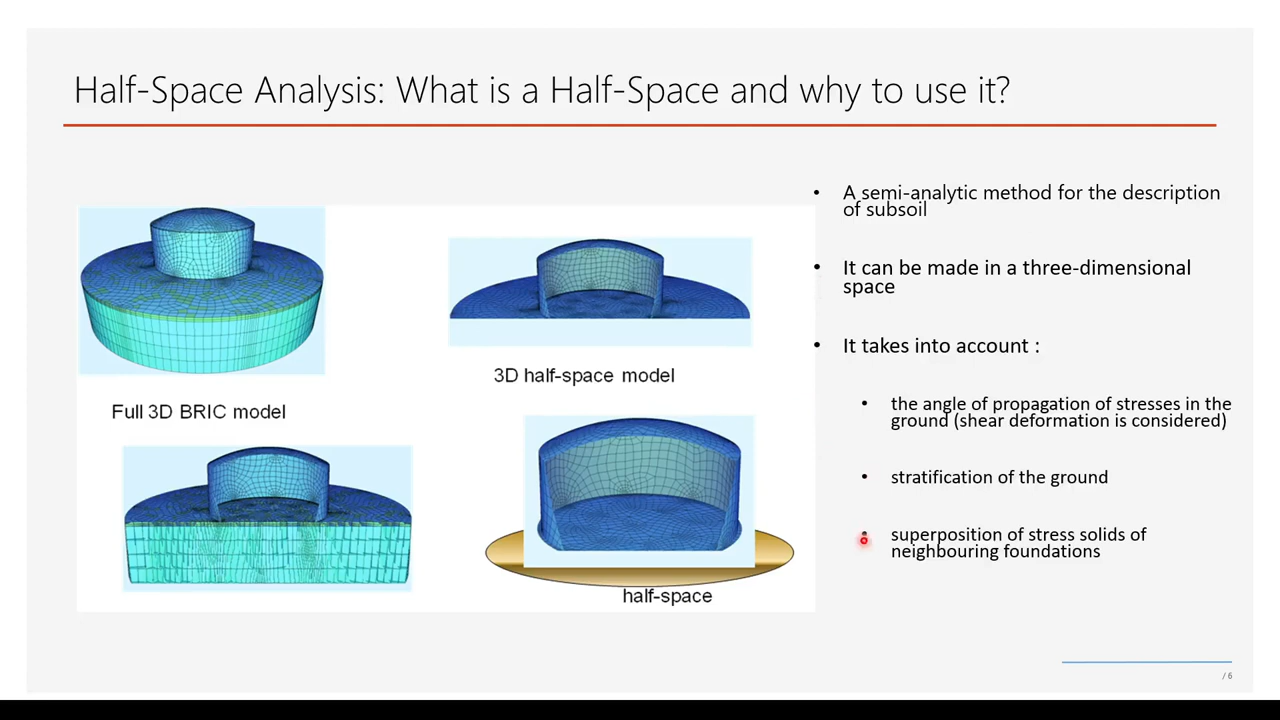 Half-Space Analysis: What is a Half-Space and why to use it?
Full 3D BRIC model
3D half-space model
half-space
• A semi-analytic method for the description
of subsoil
• It can be made in a three-dimensional
space
• It takes into account :
• the angle of propagation of stresses in the
ground (shear deformation is considered)
• stratification of the ground
• superposition of stress solids of
neighbouring foundations
/ 6